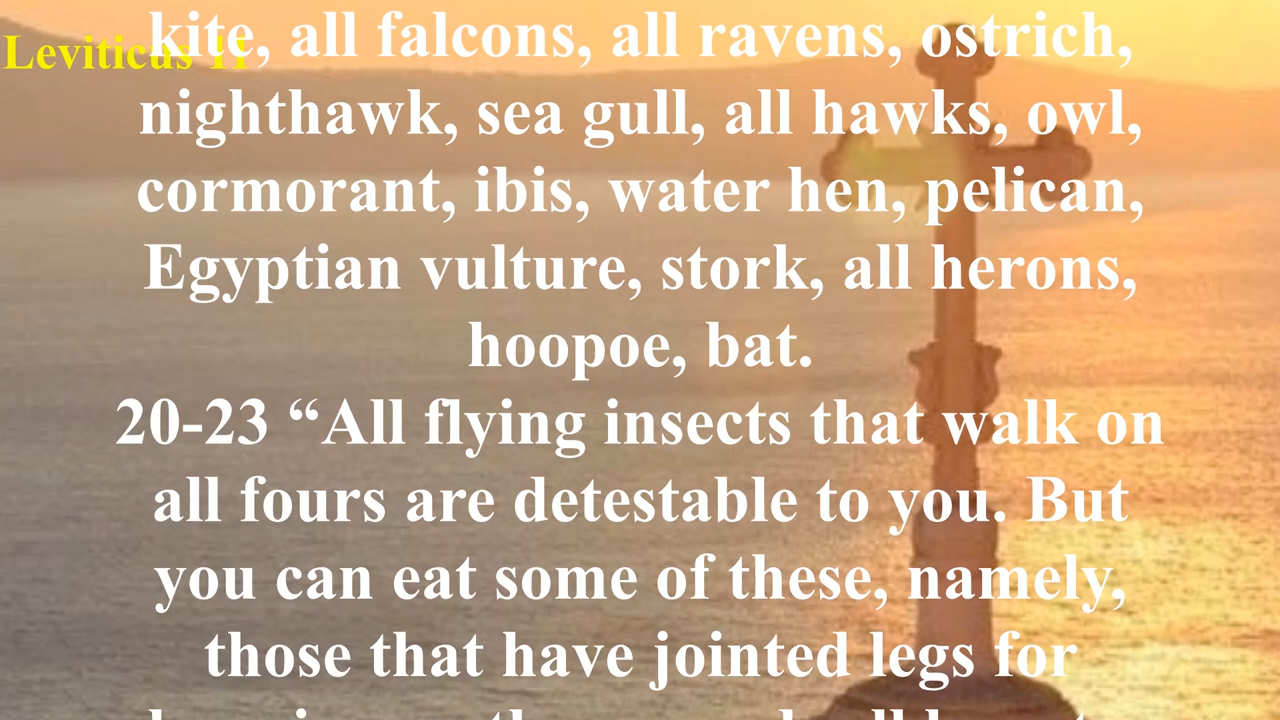 Leviticus 11
kite, all falcons, all ravens, ostrich,
nighthawk, sea gull, all hawks, owl,
cormorant, ibis, water hen, pelican,
Egyptian vulture, stork, all herons,
hoopoe, bat.
20-23 “All flying insects that walk on
all fours are detestable to you. But
you can eat some of these, namely,
those that have jointed legs for